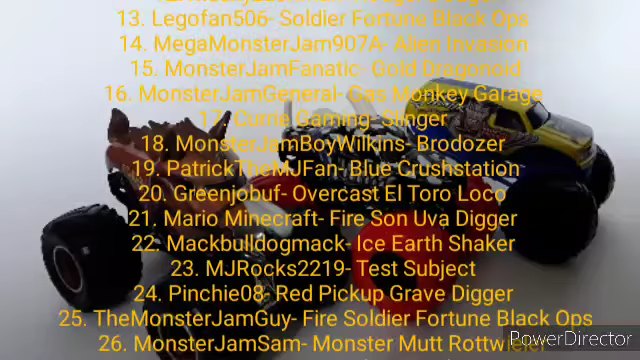 13. Legofan506- Soldier Fortune Black Ops
14. MegaMonsterJam907A- Alien Invasion
15. MonsterJamFanatic- Gold Dragonoid
16. MonsterJamGeneral- Gas Monkey Garage
17. Currie Gaming- Slinger
18. MonsterJamBoyWilkins- Brodozer
19. PatrickTheMJFan- Blue Crushstation
20. Greenjobuf- Overcast El Toro Loco
21. Mario Minecraft- Fire Son Uva Digger
22. Mackbulldogmack- Ice Earth Shaker
23. MJRocks2219- Test Subject
24. Pinchie08- Red Pickup Grave Digger
25. TheMonsterJamGuy- Fire Soldier Fortune Black Ops
26. MonsterJamSam- Monster Mutt Rottweiler
PowerDirector